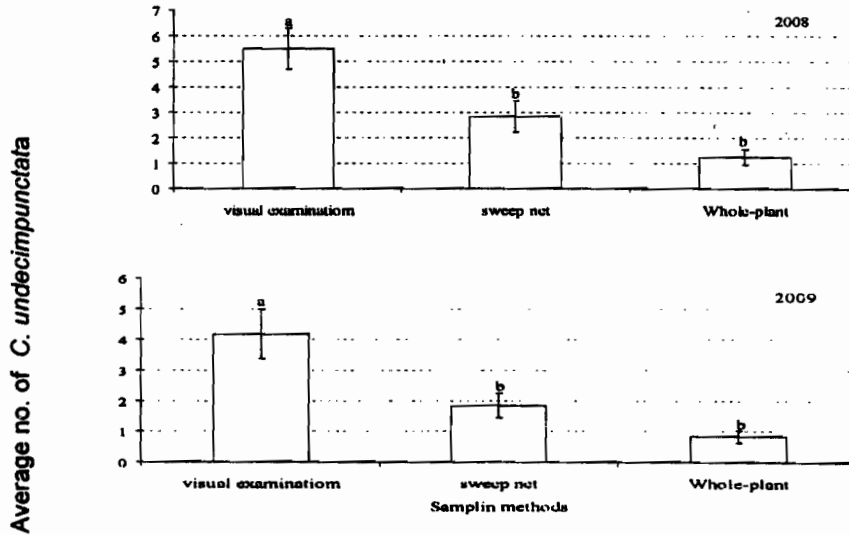 Average no. of C. undecimpunctata
2008
7
6
5
4
3
2
1
0
a
b
b
visual examinatiom
sweep net
Whole-plant
2009
6
5
4
3
2
1
0
a
b
b
visual examinatiom
sweep net
Whole-plant
Samplin methods